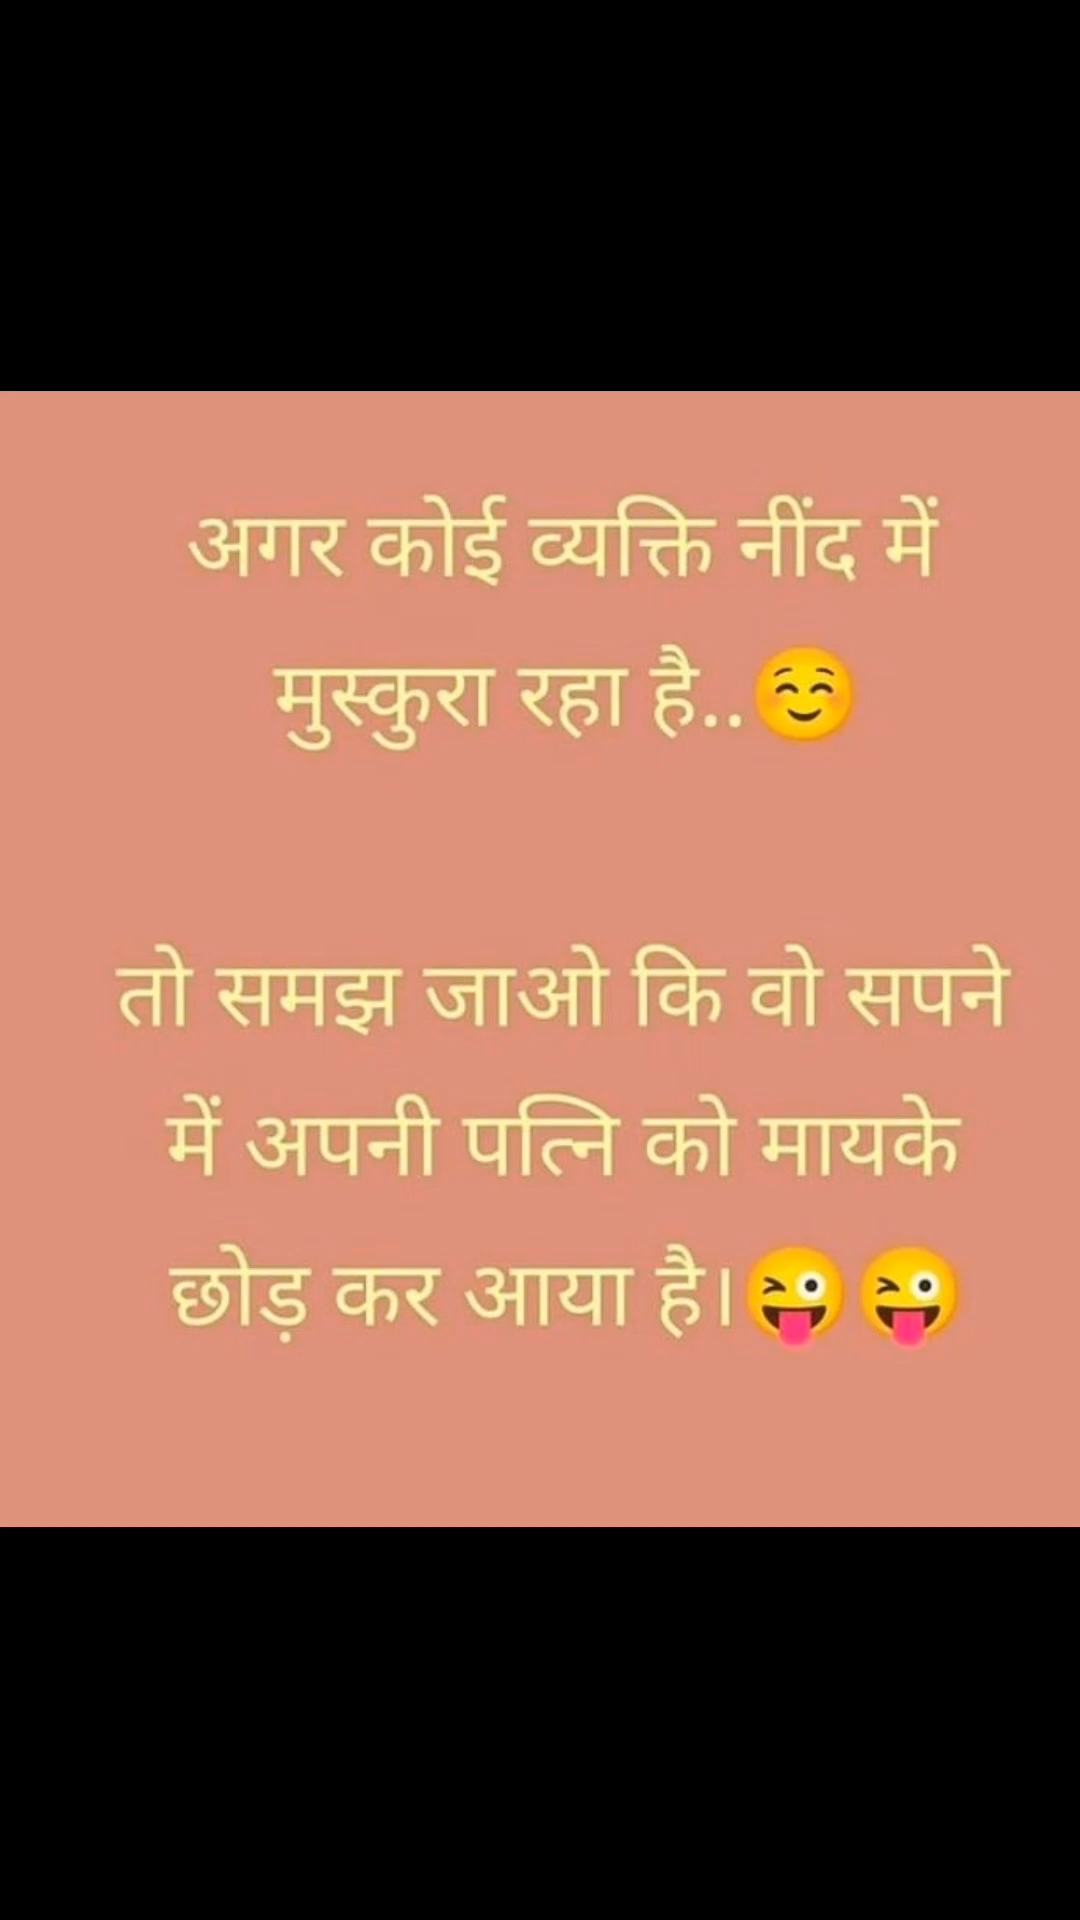 अगर कोई व्यक्ति नींद में
मुस्कुरा रहा है..☺️
तो समझ जाओ कि वो सपने
में अपनी पत्नि को मायके
छोड़ कर आया है।😜😜